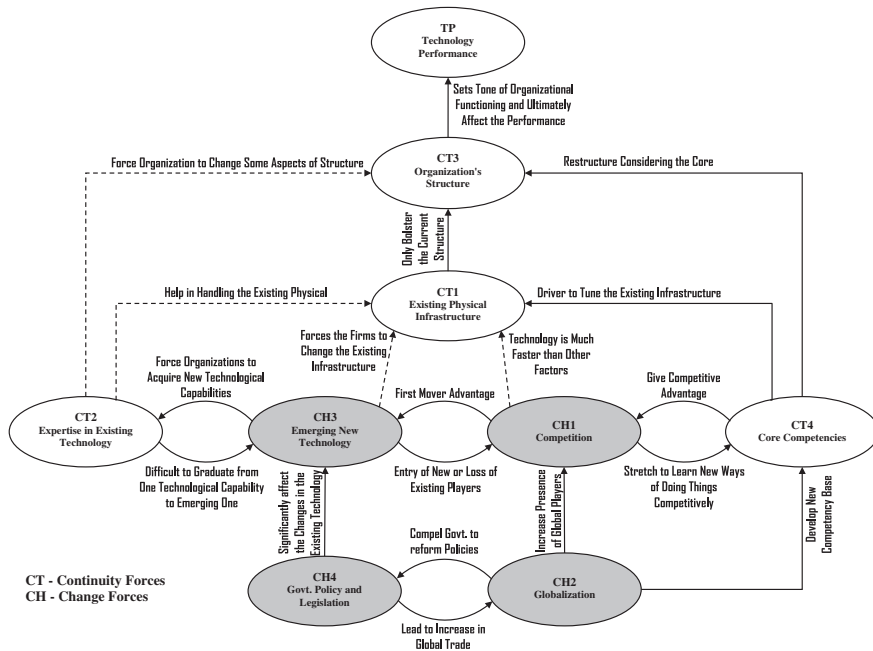 TP
Technology
Performance
Sets Tone of Organizational
Functioning and Ultimately
Affect the Performance
Force Organization to Change Some Aspects of Structure
CT3
Organization's
Structure
Restructure Considering the Core
Only Bolster
the Current
Structure
Help in Handling the Existing Physical
CT1
Existing Physical
Infrastructure
Driver to Tune the Existing Infrastructure
Forces the Firms to
Change the Existing
Infrastructure
Technology is Much
Faster than Other
Factors
Force Organizations to
Acquire New Technological
Capabilities
First Mover Advantage
Give Competitive
Advantage
CT2
Expertise in Existing
Technology
CH3
Emerging New
Technology
CH1
Competition
CT4
Core Competencies
Difficult to Graduate from
One Technological Capability
to Emerging One
Entry of New or Loss of
Existing Players
Stretch to Learn New Ways
of Doing Things
Competitively
Significantly affect
the Changes in the
Existing Technology
Increase Presence
of Global Players
Develop New
Competency Base
Compel Govt. to
reform Policies
CH4
Govt. Policy and
Legislation
CH2
Globalization
Lead to Increase in
Global Trade
CT - Continuity Forces
CH - Change Forces